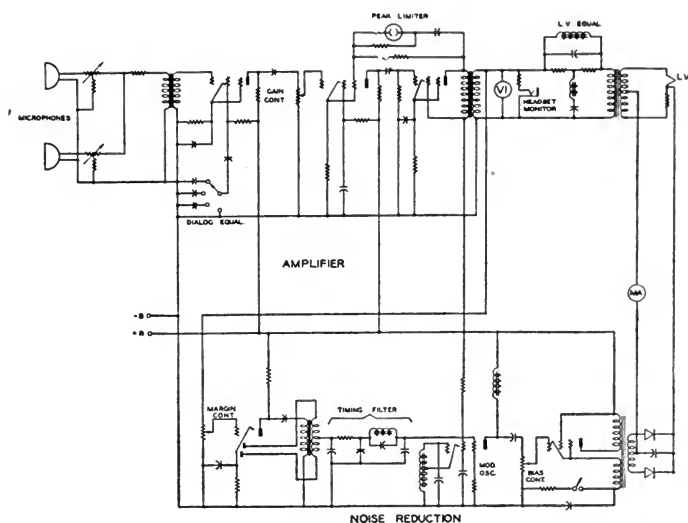 PEAK LIMITER
L.V. EQUAL.
GAIN
CONT.
VI
HEADSET
MONITOR
L.V.
MICROPHONES
DIALOG EQUAL.
AMPLIFIER
MA
-B
+B
MARGIN
CONT.
TIMING FILTER
MOD.
OSC.
BIAS
CONT.
NOISE REDUCTION